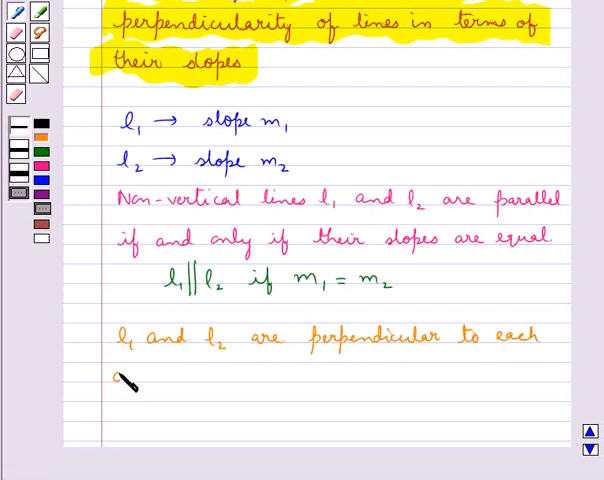 perpendicularity of lines in terms of
their slopes
l₁ → slope m₁
l₂ → slope m₂
Non-vertical lines l₁ and l₂ are parallel
if and only if their slopes are equal
l₁ || l₂ if m₁ = m₂
l₁ and l₂ are perpendicular to each